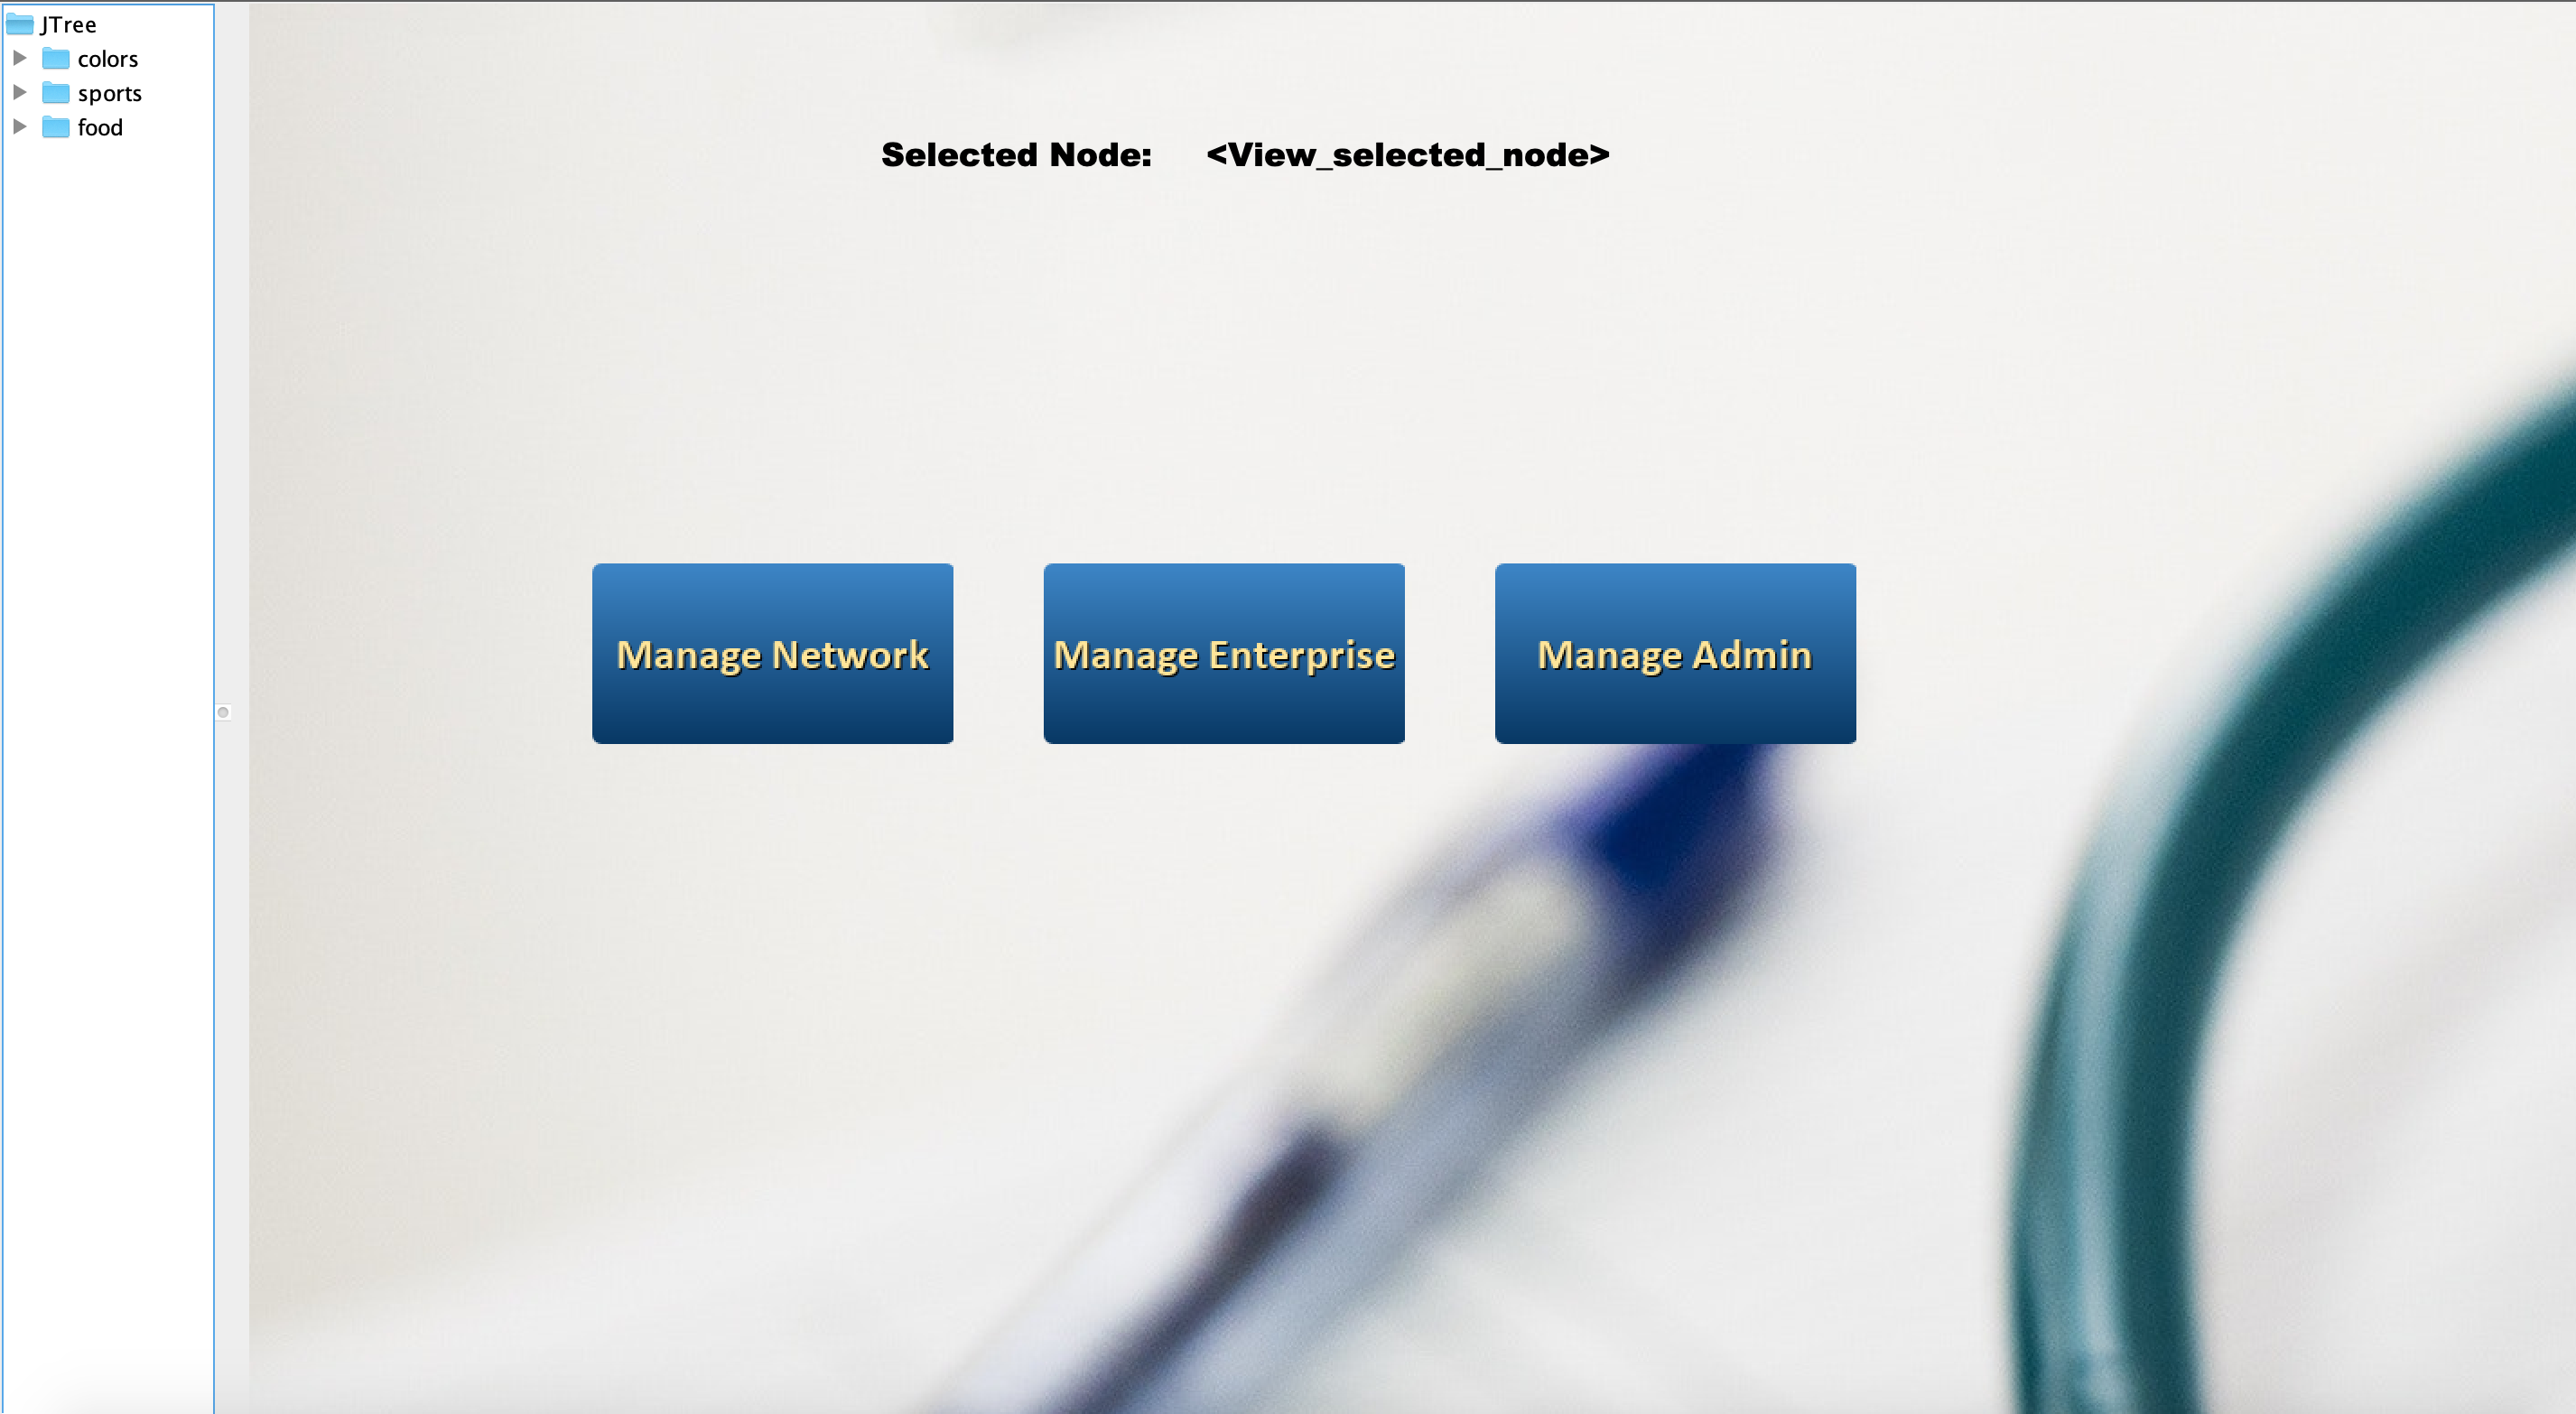 JTree
colors
sports
food
Selected Node: <View_selected_node>
Manage Network
Manage Enterprise
Manage Admin